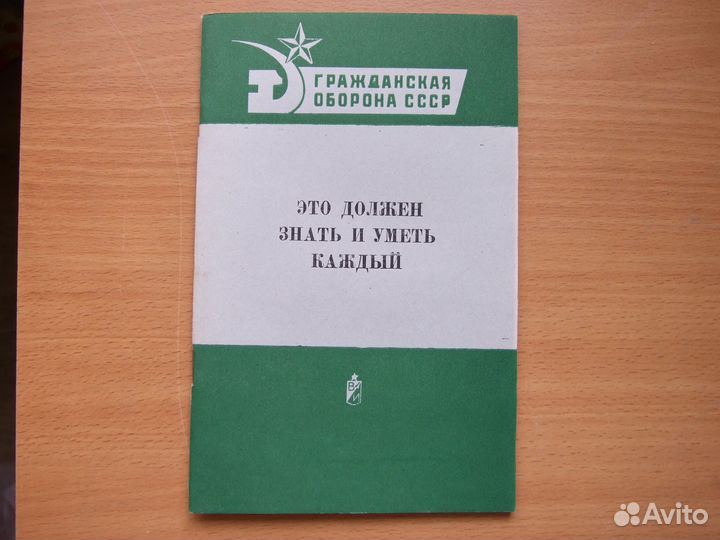 ГРАЖДАНСКАЯ
ОБОРОНА СССР
ЭТО ДОЛЖЕН
ЗНАТЬ И УМЕТЬ
КАЖДЫЙ
В
И
Avito